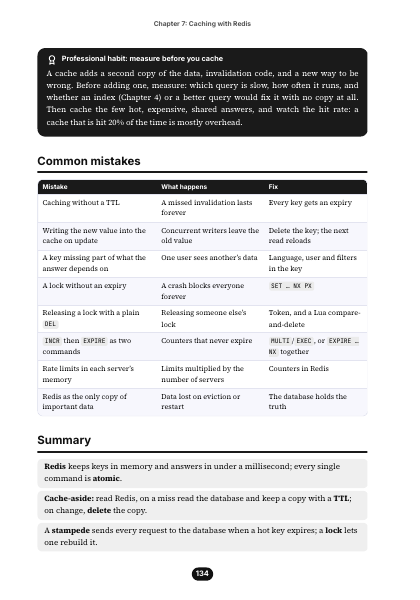 Chapter 7: Caching with Redis
Professional habit: measure before you cache
A cache adds a second copy of the data, invalidation code, and a new way to be
wrong. Before adding one, measure: which query is slow, how often it runs, and
whether an index (Chapter 4) or a better query would fix it with no copy at all.
Then cache the few hot, expensive, shared answers, and watch the hit rate: a
cache that is hit 20% of the time is mostly overhead.
Common mistakes
Mistake What happens Fix
Caching without a TTL A missed invalidation lasts Every key gets an expiry
forever
Writing the new value into the Concurrent writers leave the Delete the key; the next
cache on update old value read reloads
A key missing part of what the One user sees another's data Language, user and filters
answer depends on in the key
A lock without an expiry A crash blocks everyone SET … NX PX
forever
Releasing a lock with a plain Releasing someone else's Token, and a Lua compare-
DEL lock and-delete
INCR then EXPIRE as two Counters that never expire MULTI / EXEC , or EXPIRE …
commands NX together
Rate limits in each server's Limits multiplied by the Counters in Redis
memory number of servers
Redis as the only copy of Data lost on eviction or The database holds the
important data restart truth
Summary
Redis keeps keys in memory and answers in under a millisecond; every single
command is atomic.
Cache-aside: read Redis, on a miss read the database and keep a copy with a TTL;
on change, delete the copy.
A stampede sends every request to the database when a hot key expires; a lock lets
one rebuild it.
134